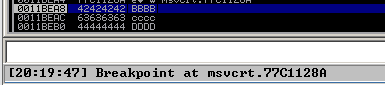 0011BEA8 42424242 BBBB
0011BEAC 63636363 cccc
0011BEB0 44444444 DDDD
[20:19:47] Breakpoint at msvcrt.77C1128A